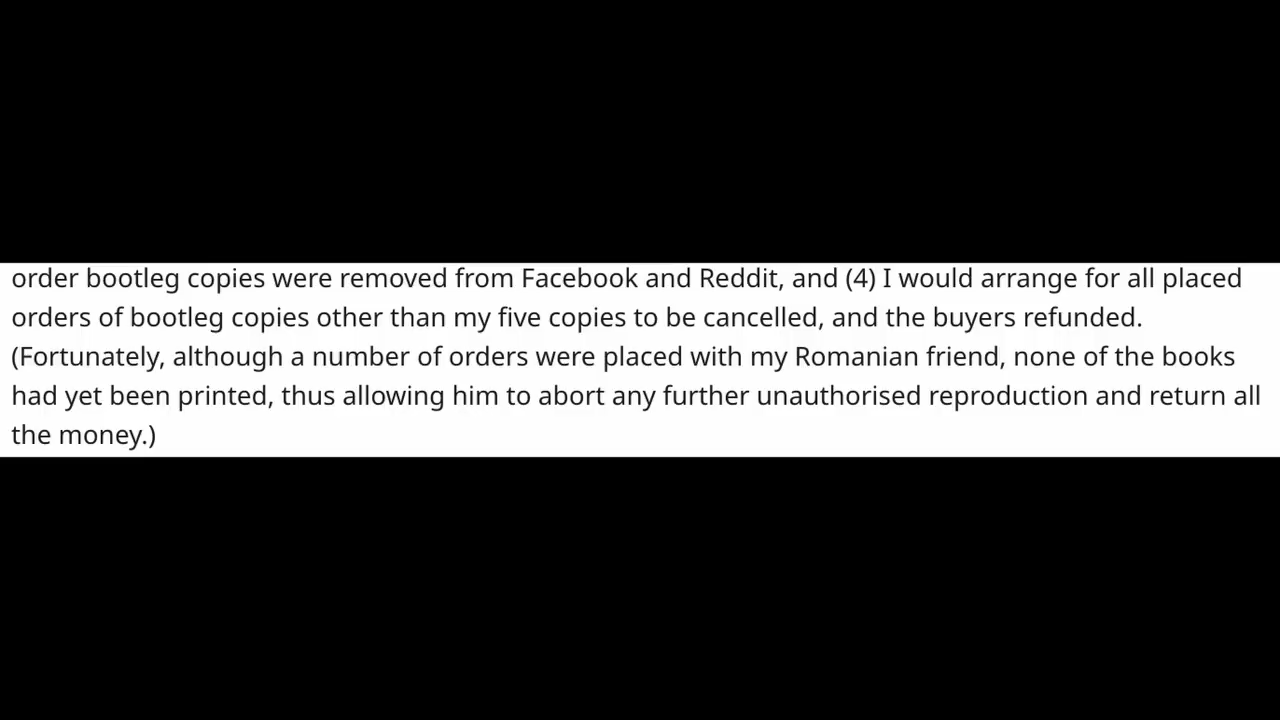 order bootleg copies were removed from Facebook and Reddit, and (4) I would arrange for all placed
orders of bootleg copies other than my five copies to be cancelled, and the buyers refunded.
(Fortunately, although a number of orders were placed with my Romanian friend, none of the books
had yet been printed, thus allowing him to abort any further unauthorised reproduction and return all
the money.)